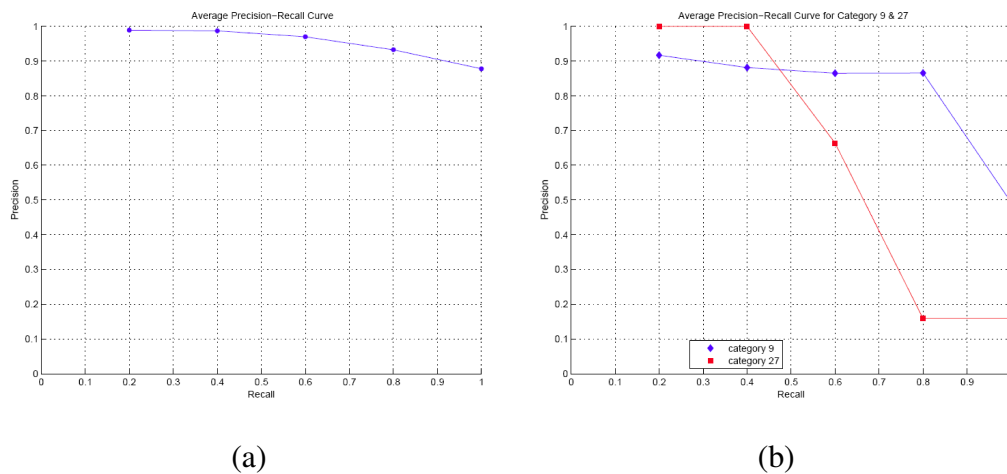 Average Precision−Recall Curve
1
0.9
0.8
0.7
0.6
0.5
0.4
0.3
0.2
0.1
0
Precision
0 0.1 0.2 0.3 0.4 0.5 0.6 0.7 0.8 0.9 1
Recall
(a)
Average Precision−Recall Curve for Category 9 & 27
1
0.9
0.8
0.7
0.6
0.5
0.4
0.3
0.2
0.1
0
Precision
category 9
category 27
0 0.1 0.2 0.3 0.4 0.5 0.6 0.7 0.8 0.9
Recall
(b)